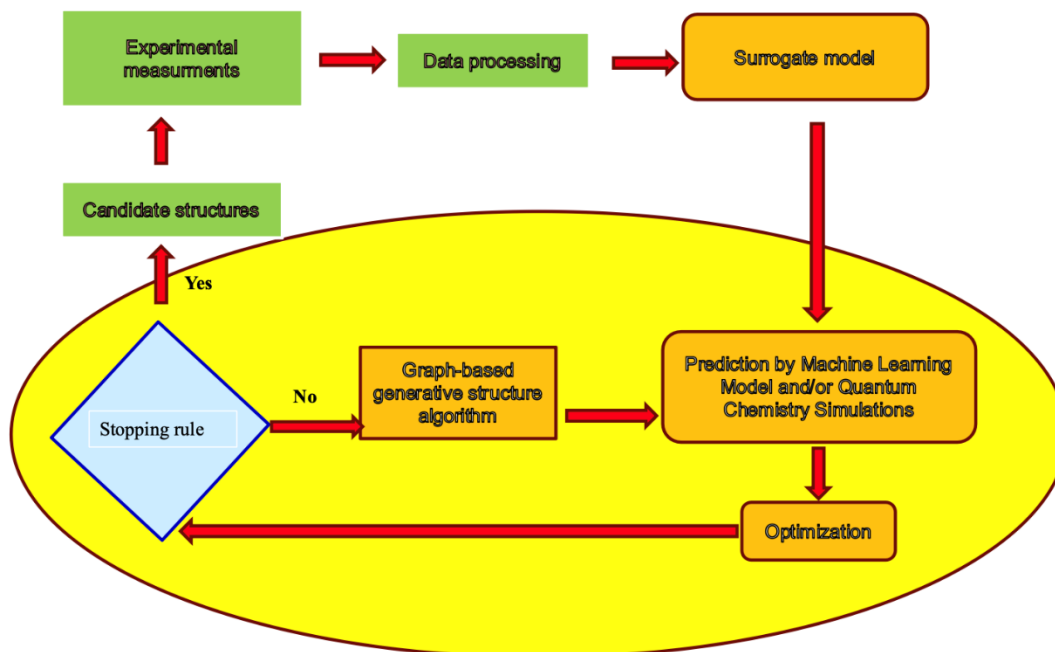 Experimental
measurments
Data processing
Surrogate model
Candidate structures
Yes
Stopping rule
No
Graph-based
generative structure
algorithm
Prediction by Machine Learning
Model and/or Quantum
Chemistry Simulations
Optimization